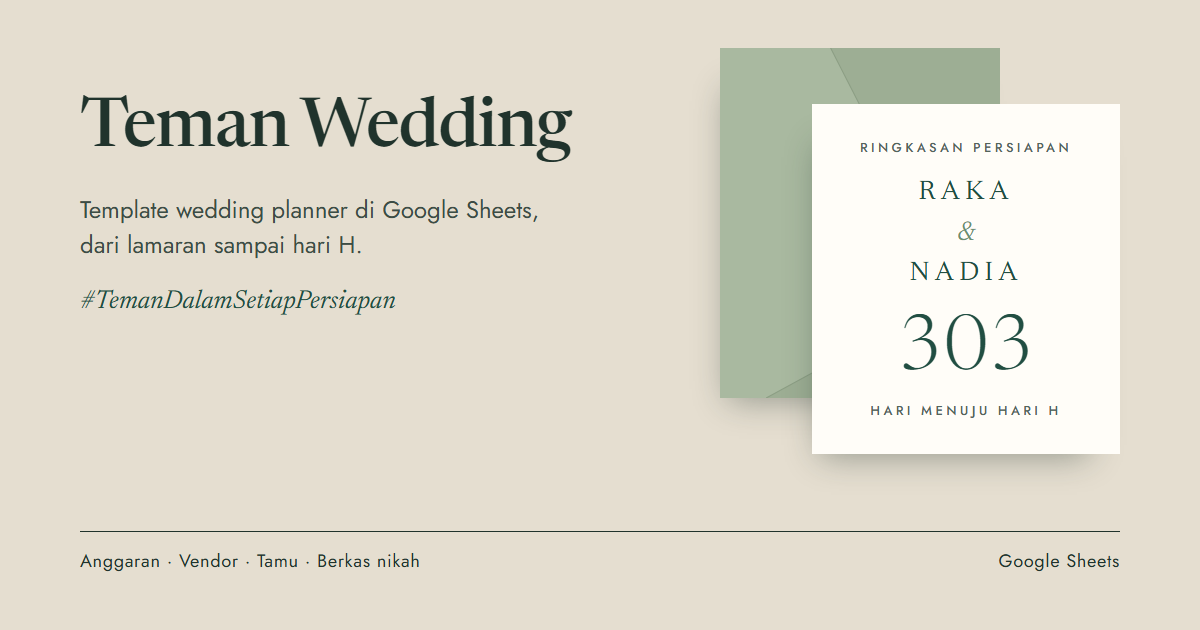 Teman Wedding
Template wedding planner di Google Sheets,
dari lamaran sampai hari H.
#TemanDalamSetiapPersiapan
RINGKASAN PERSIAPAN
RAKA
&
NADIA
303
HARI MENUJU HARI H
Anggaran · Vendor · Tamu · Berkas nikah
Google Sheets